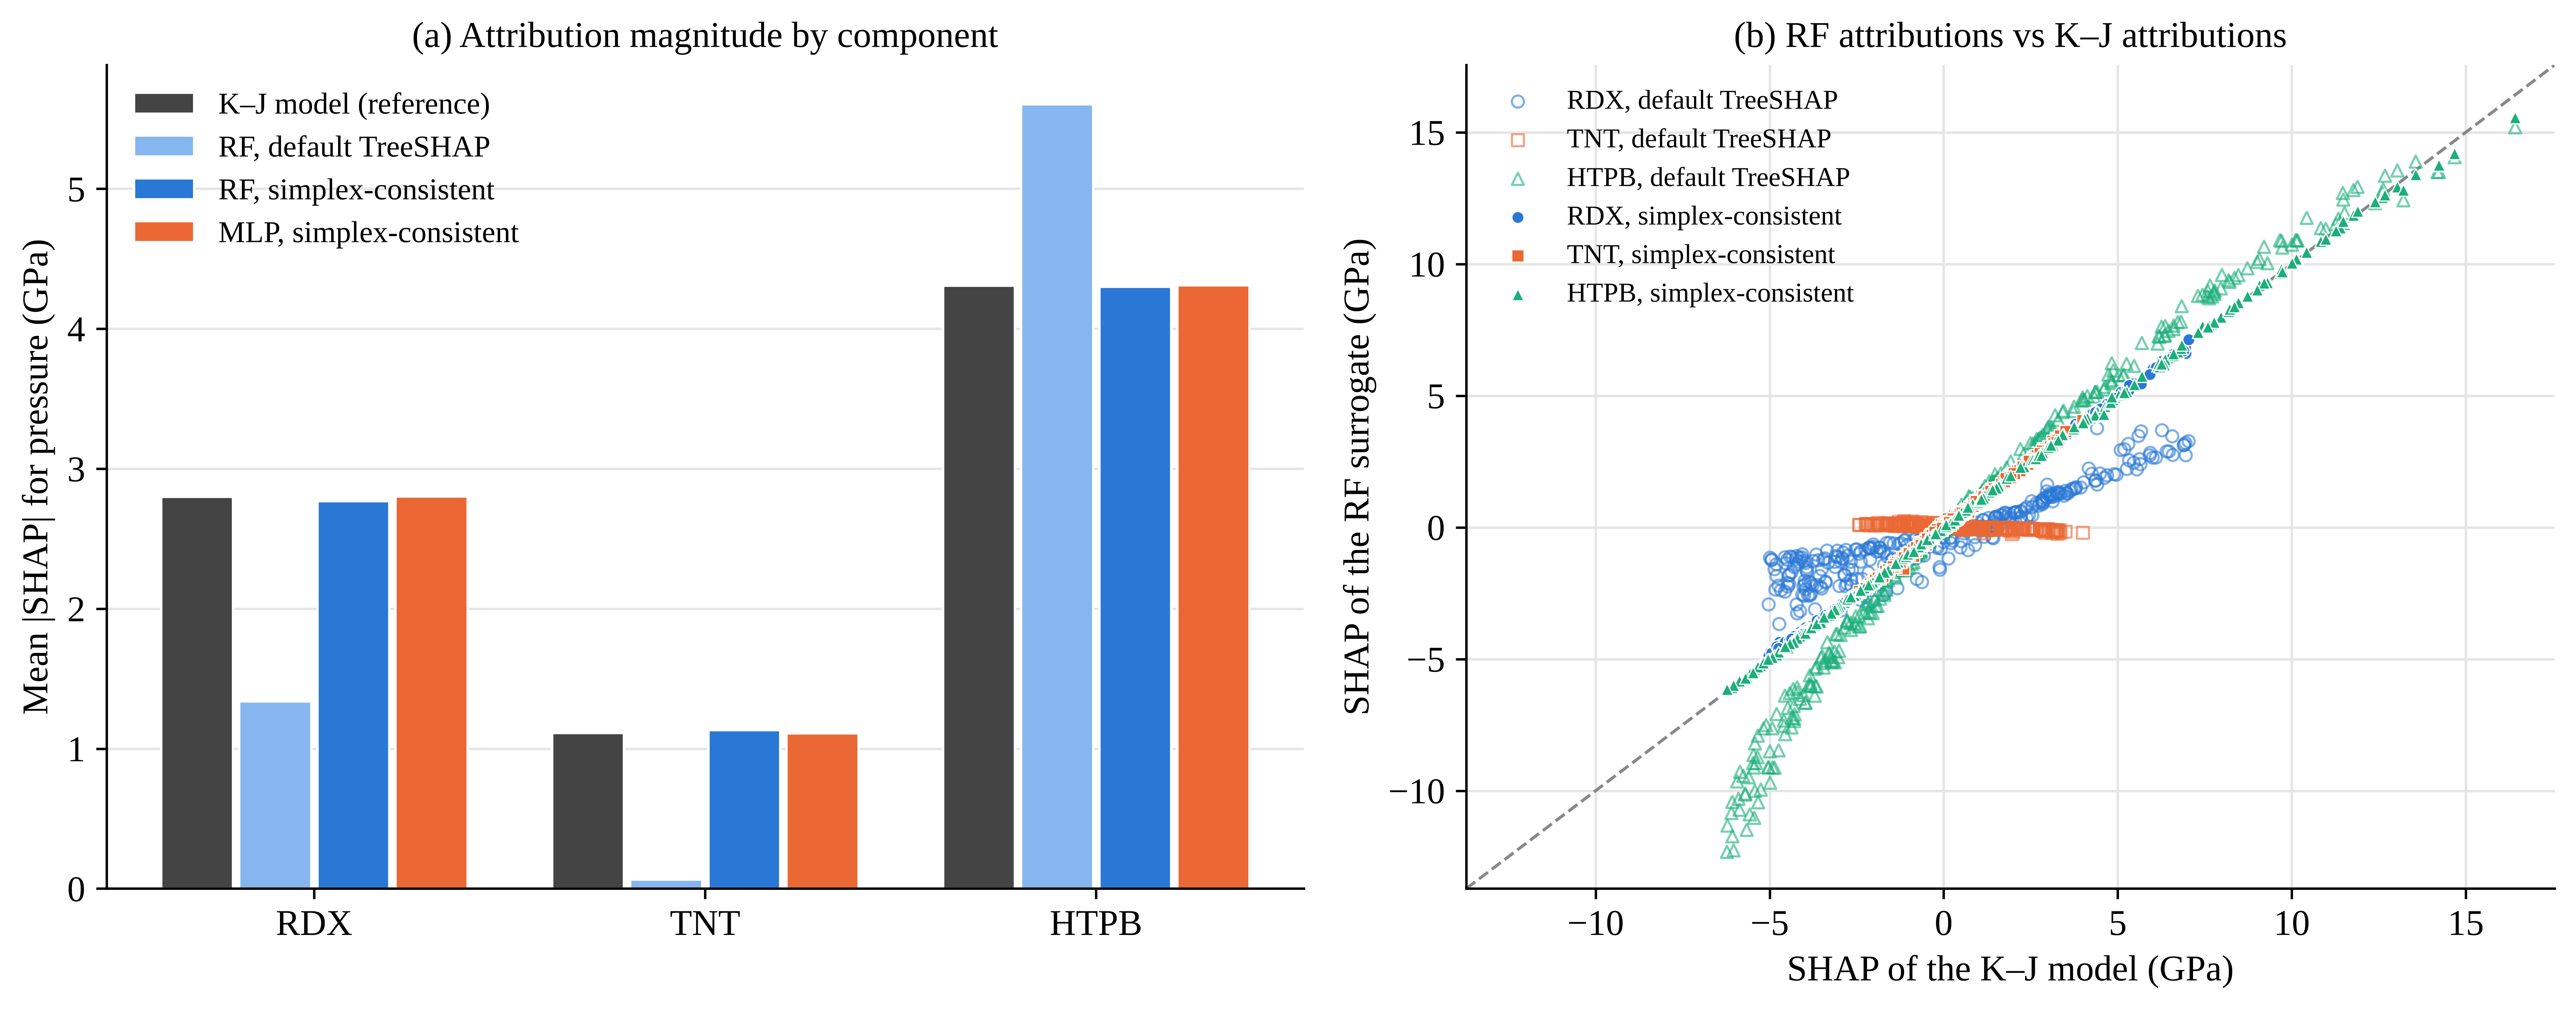 (a) Attribution magnitude by component
Mean |SHAP| for pressure (GPa)
K–J model (reference)
RF, default TreeSHAP
RF, simplex-consistent
MLP, simplex-consistent
5
4
3
2
1
0
RDX
TNT
HTPB
(b) RF attributions vs K–J attributions
SHAP of the RF surrogate (GPa)
RDX, default TreeSHAP
TNT, default TreeSHAP
HTPB, default TreeSHAP
RDX, simplex-consistent
TNT, simplex-consistent
HTPB, simplex-consistent
15
10
5
0
−5
−10
−10
−5
0
5
10
15
SHAP of the K–J model (GPa)